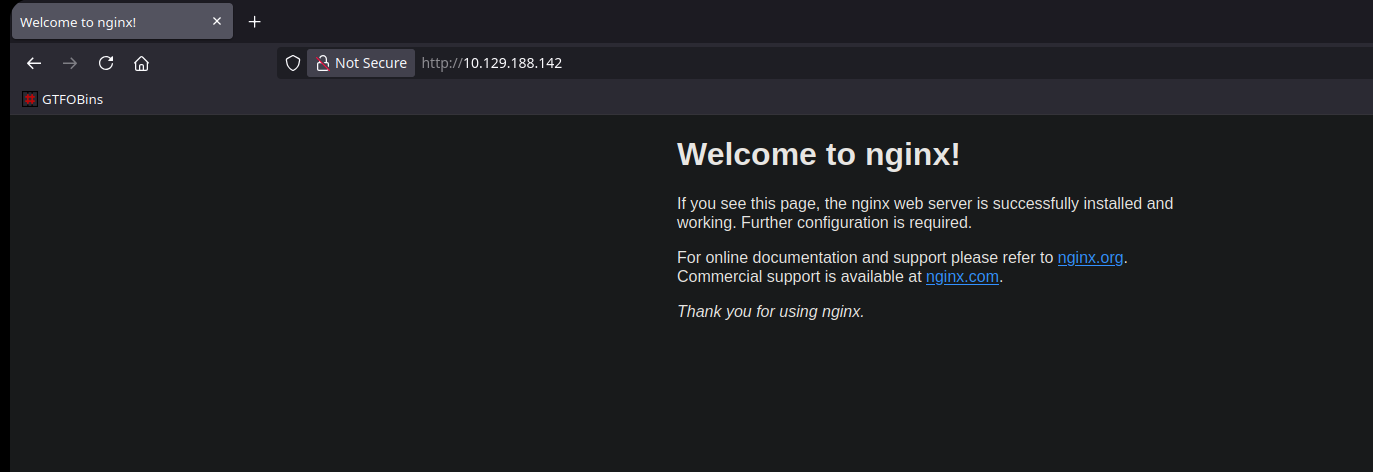 Welcome to nginx!
Not Secure http://10.129.188.142
GTFOBins
Welcome to nginx!
If you see this page, the nginx web server is successfully installed and
working. Further configuration is required.
For online documentation and support please refer to nginx.org.
Commercial support is available at nginx.com.
Thank you for using nginx.